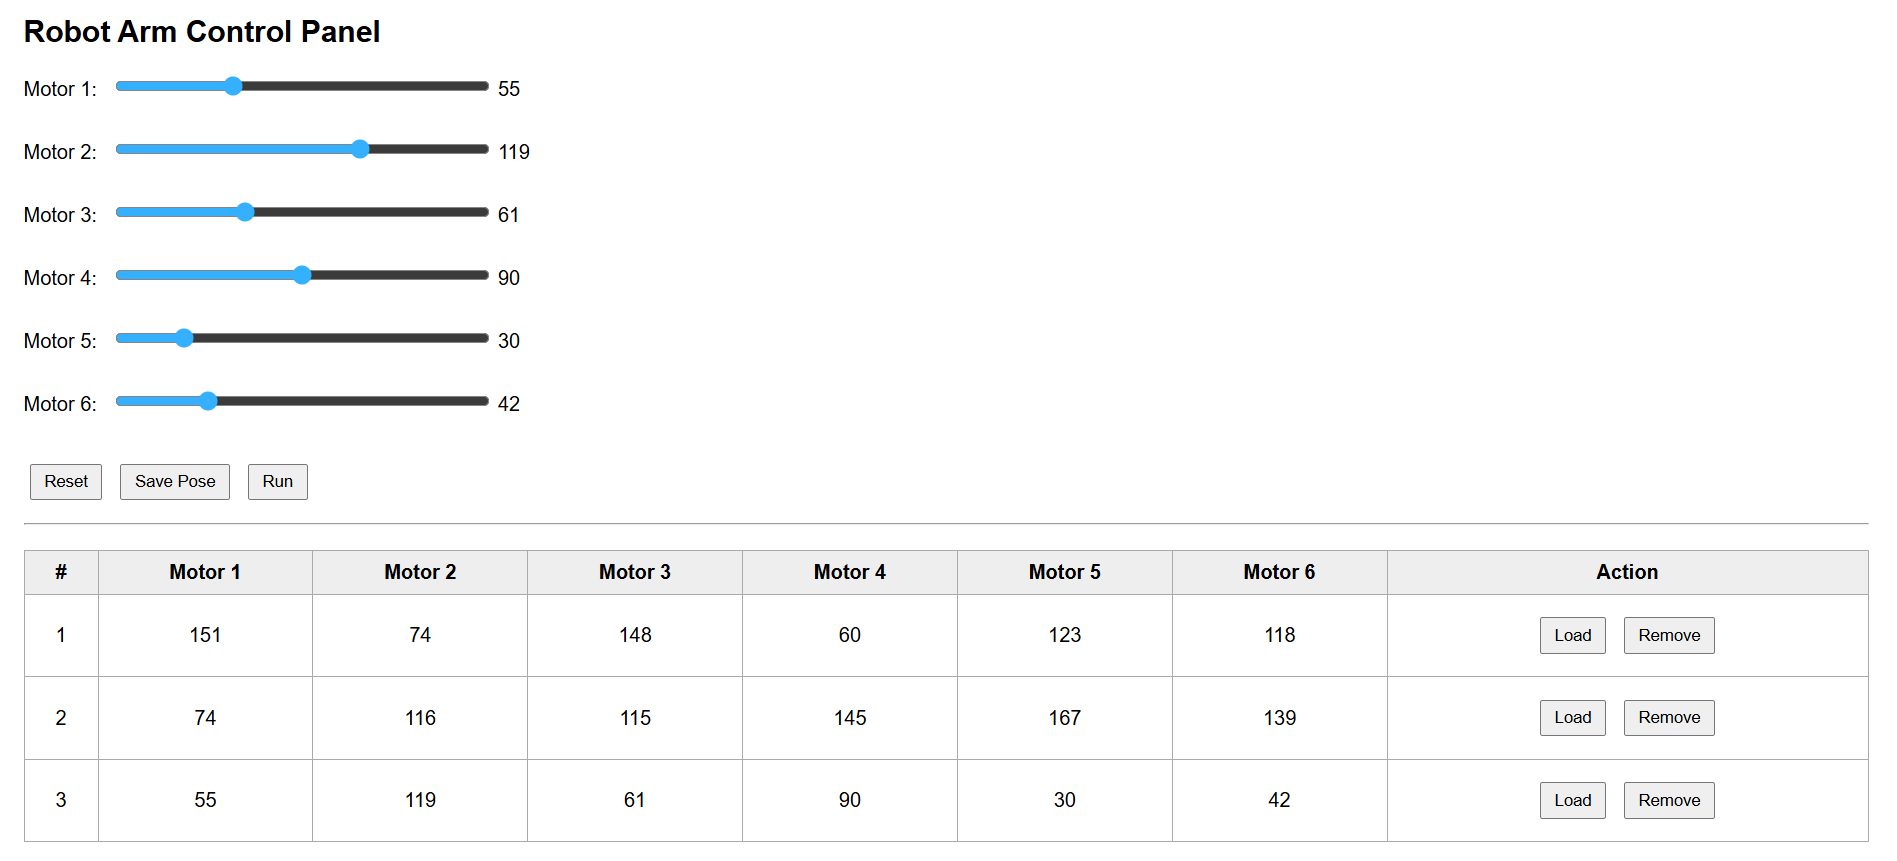 Robot Arm Control Panel
Motor 1: 55
Motor 2: 119
Motor 3: 61
Motor 4: 90
Motor 5: 30
Motor 6: 42
Reset Save Pose Run
# Motor 1 Motor 2 Motor 3 Motor 4 Motor 5 Motor 6 Action
1 151 74 148 60 123 118 Load Remove
2 74 116 115 145 167 139 Load Remove
3 55 119 61 90 30 42 Load Remove